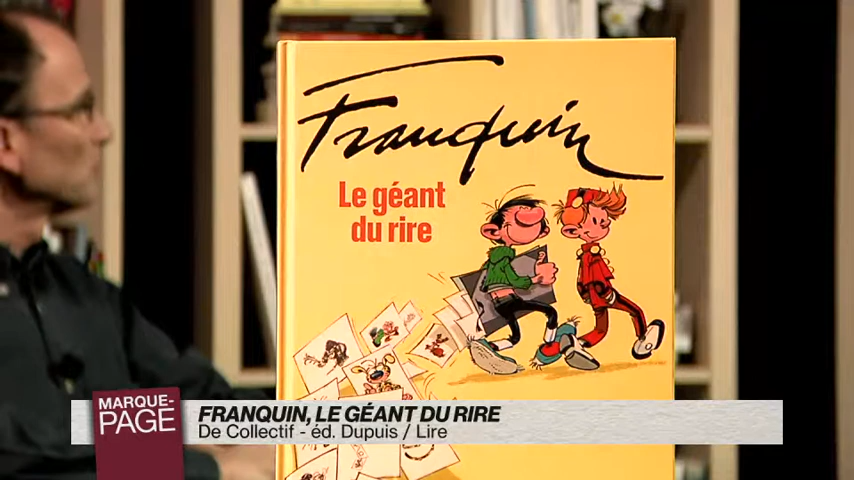 Franquin
Le géant
du rire
MARQUE-
PAGE
FRANQUIN, LE GÉANT DU RIRE
De Collectif - éd. Dupuis / Lire